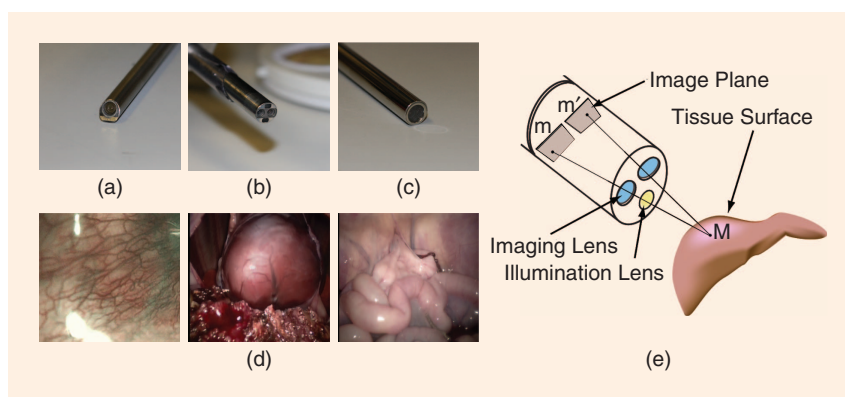 (a)
(b)
(c)
(d)
Image Plane
m′
m
Tissue Surface
M
Imaging Lens
Illumination Lens
(e)